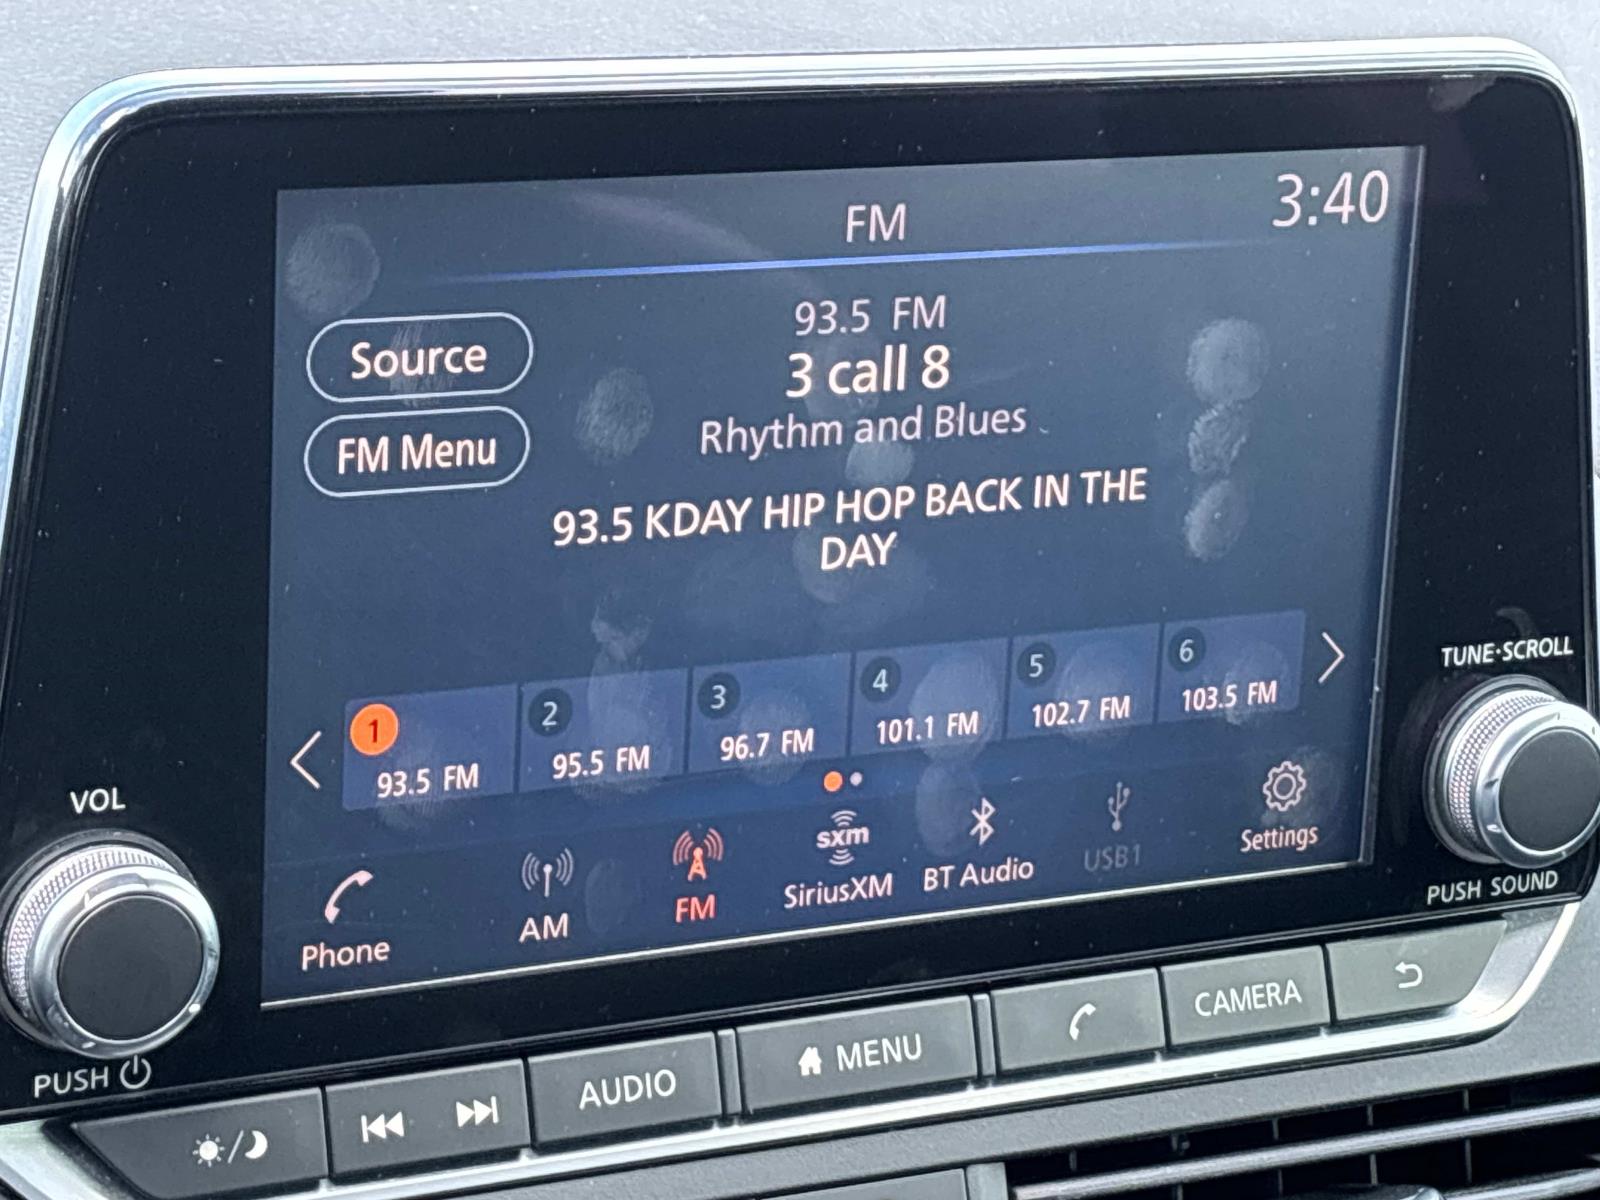 FM
3:40
Source
93.5 FM
3 call 8
FM Menu
Rhythm and Blues
93.5 KDAY HIP HOP BACK IN THE
DAY
1
93.5 FM
2
95.5 FM
3
96.7 FM
4
101.1 FM
5
102.7 FM
6
103.5 FM
TUNE·SCROLL
VOL
Phone
AM
FM
sxm
SiriusXM
BT Audio
USB1
Settings
PUSH SOUND
PUSH
AUDIO
MENU
CAMERA